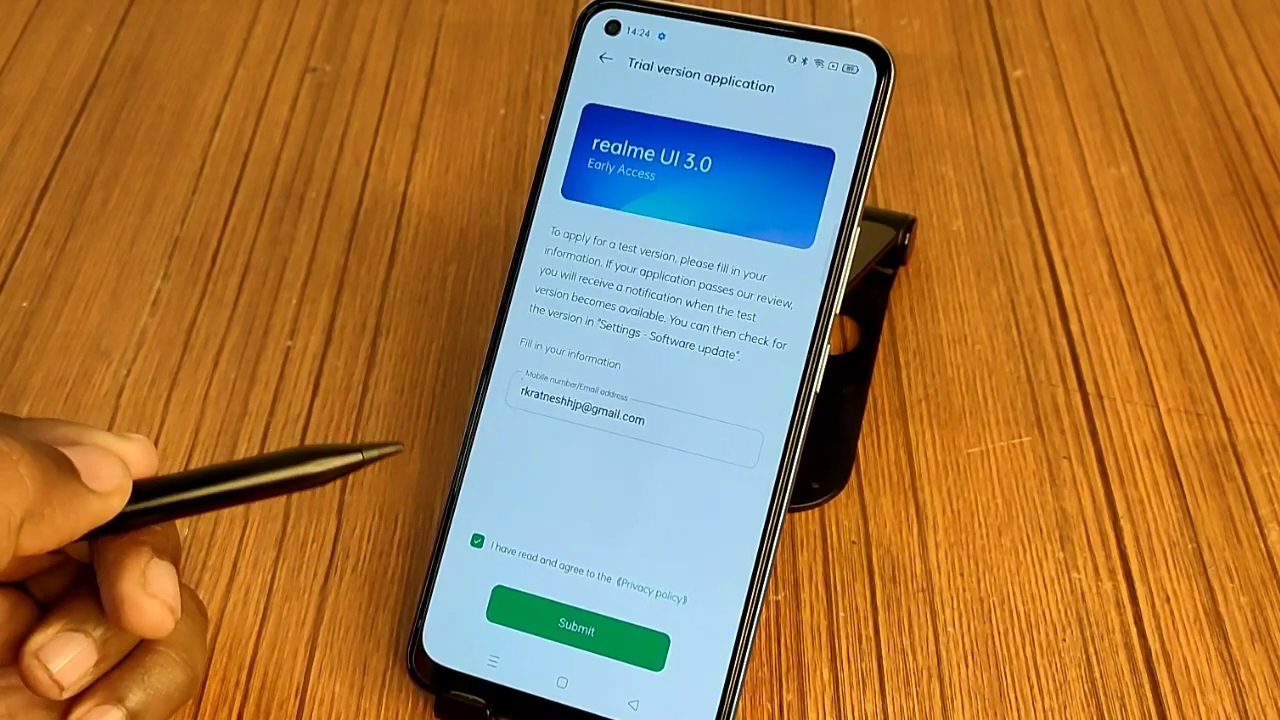 14:24
Trial version application
realme UI 3.0
Early Access
To apply for a test version, please fill in your
information. If your application passes our review,
you will receive a notification when the test
version becomes available. You can then check for
the version in "Settings - Software update".
Fill in your information
Mobile number/Email address
rkratneshhjp@gmail.com
I have read and agree to the 《Privacy policy》
Submit